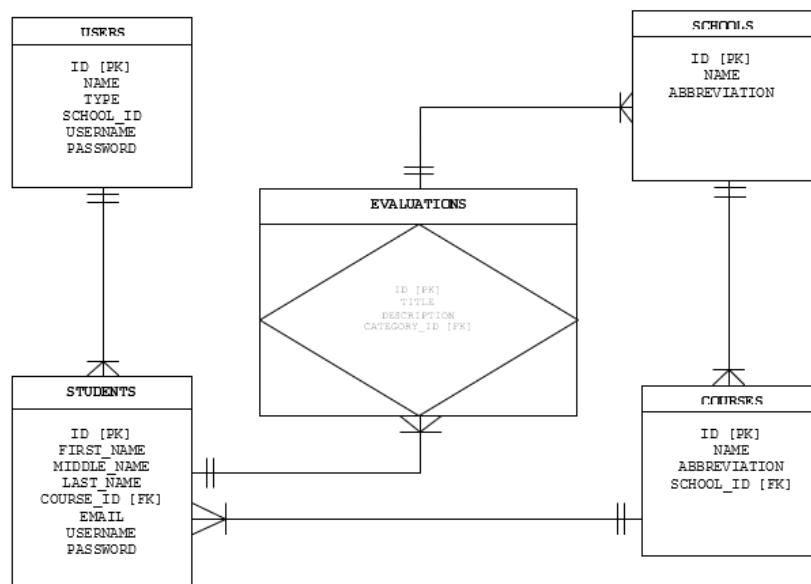 USERS
ID [PK]
NAME
TYPE
SCHOOL_ID
USERNAME
PASSWORD
SCHOOLS
ID [PK]
NAME
ABBREVIATION
EVALUATIONS
ID [PK]
TITLE
DESCRIPTION
CATEGORY_ID [FK]
STUDENTS
ID [PK]
FIRST_NAME
MIDDLE_NAME
LAST_NAME
COURSE_ID [FK]
EMAIL
USERNAME
PASSWORD
COURSES
ID [PK]
NAME
ABBREVIATION
SCHOOL_ID [FK]